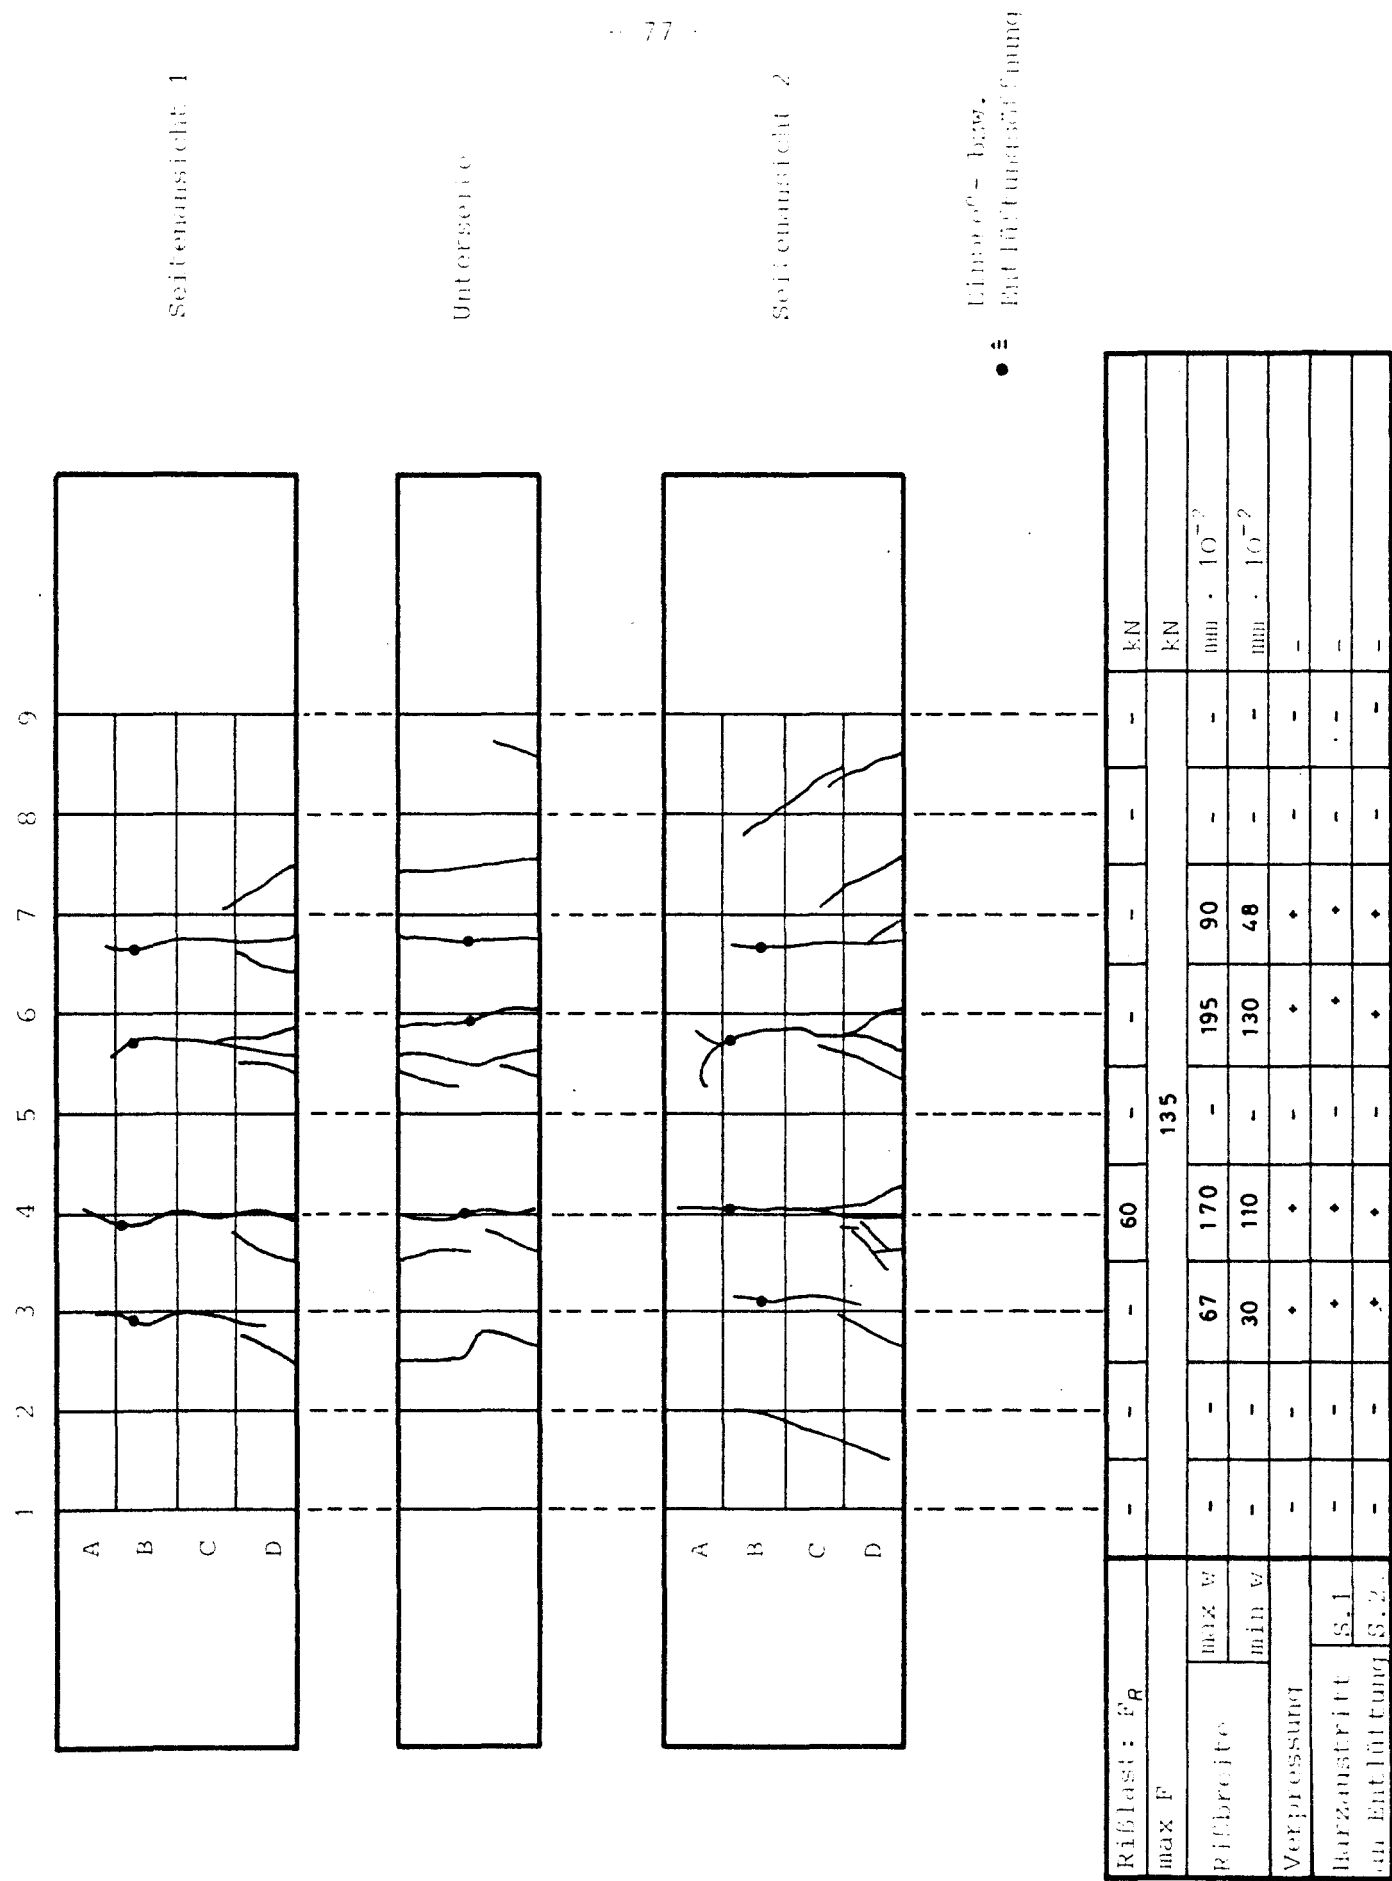 77
Seitenansicht 1
1 2 3 4 5 6 7 8 9
A
B
C
D
Unterseite
Seitenansicht 2
A
B
C
D
● ≙ bzw.
Rißlast: F_R - - - 60 - - - - - kN
max F 135 kN
Rißbreite max w - - 67 170 - 195 90 - - mm · 10⁻²
min w - - 30 110 - 130 48 - - mm · 10⁻²
Verpressung - - + + - + + - - -
Harzaustritt S.1 - - + + - + + - - -
an Entlüftung S.2 - - + + - + + - - -